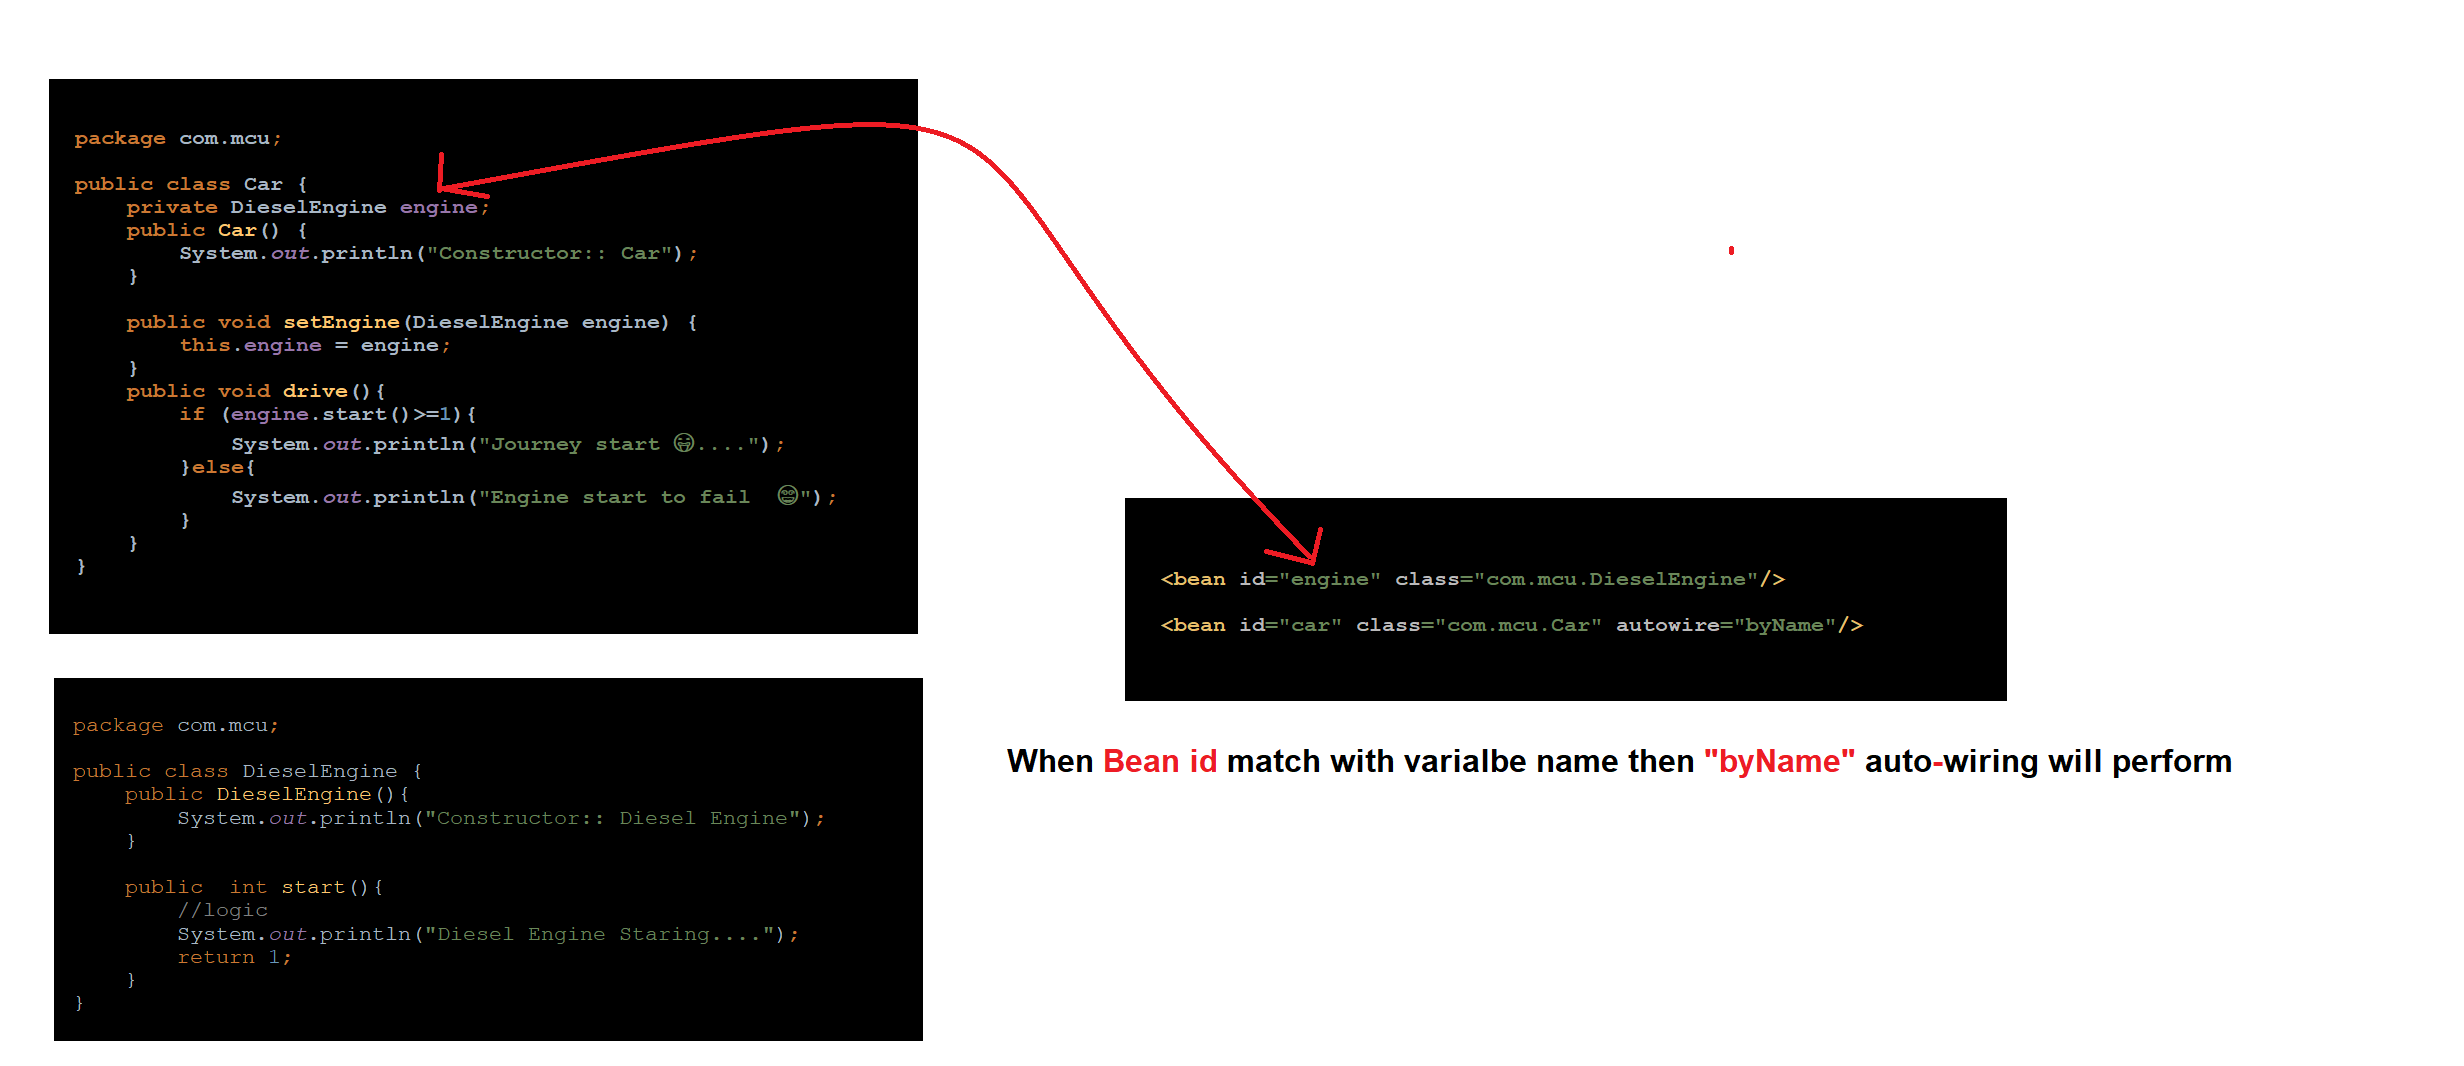 package com.mcu;
public class Car {
private DieselEngine engine;
public Car() {
System.out.println("Constructor:: Car");
}
public void setEngine(DieselEngine engine) {
this.engine = engine;
}
public void drive(){
if (engine.start()>=1){
System.out.println("Journey start 😂....");
}else{
System.out.println("Engine start to fail  😅");
}
}
}
package com.mcu;
public class DieselEngine {
public DieselEngine(){
System.out.println("Constructor:: Diesel Engine");
}
public  int start(){
//logic
System.out.println("Diesel Engine Staring....");
return 1;
}
}
<bean id="engine" class="com.mcu.DieselEngine"/>
<bean id="car" class="com.mcu.Car" autowire="byName"/>
When Bean id match with varialbe name then "byName" auto-wiring will perform